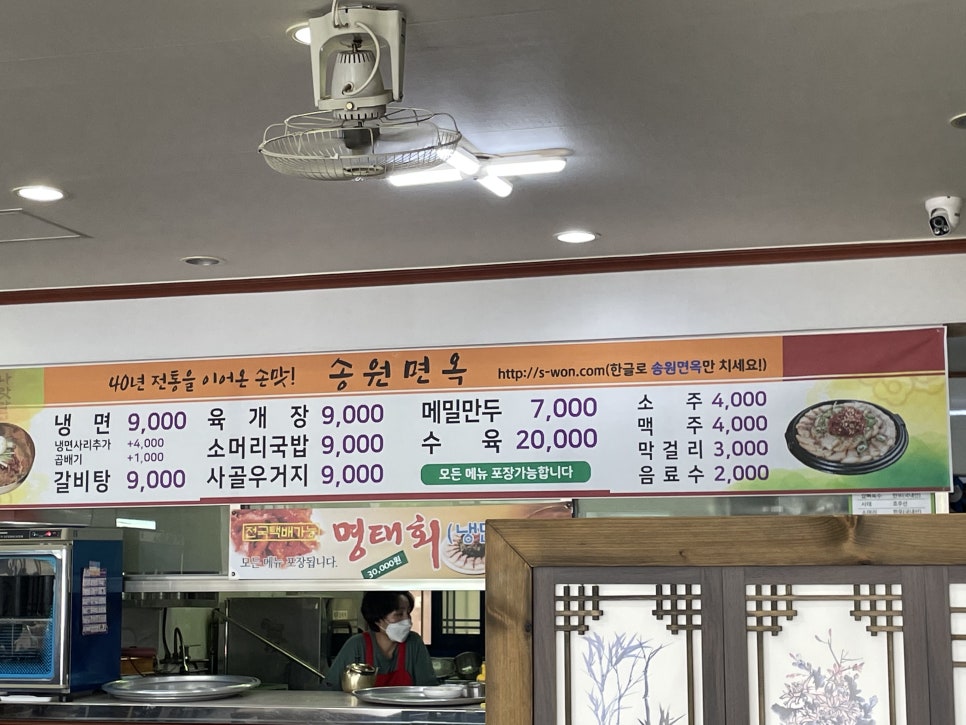 40년 전통을 이어온 손맛! 송원면옥 http://s-won.com(한글로 송원면옥만 치세요!)
냉면 9,000
냉면사리추가 +4,000
곱배기 +1,000
갈비탕 9,000
육개장 9,000
소머리국밥 9,000
사골우거지 9,000
메밀만두 7,000
수육 20,000
모든 메뉴 포장가능합니다
소주 4,000
맥주 4,000
막걸리 3,000
음료수 2,000
전국택배가능
명태회 (냉면
모든 메뉴 포장됩니다.
30,000원